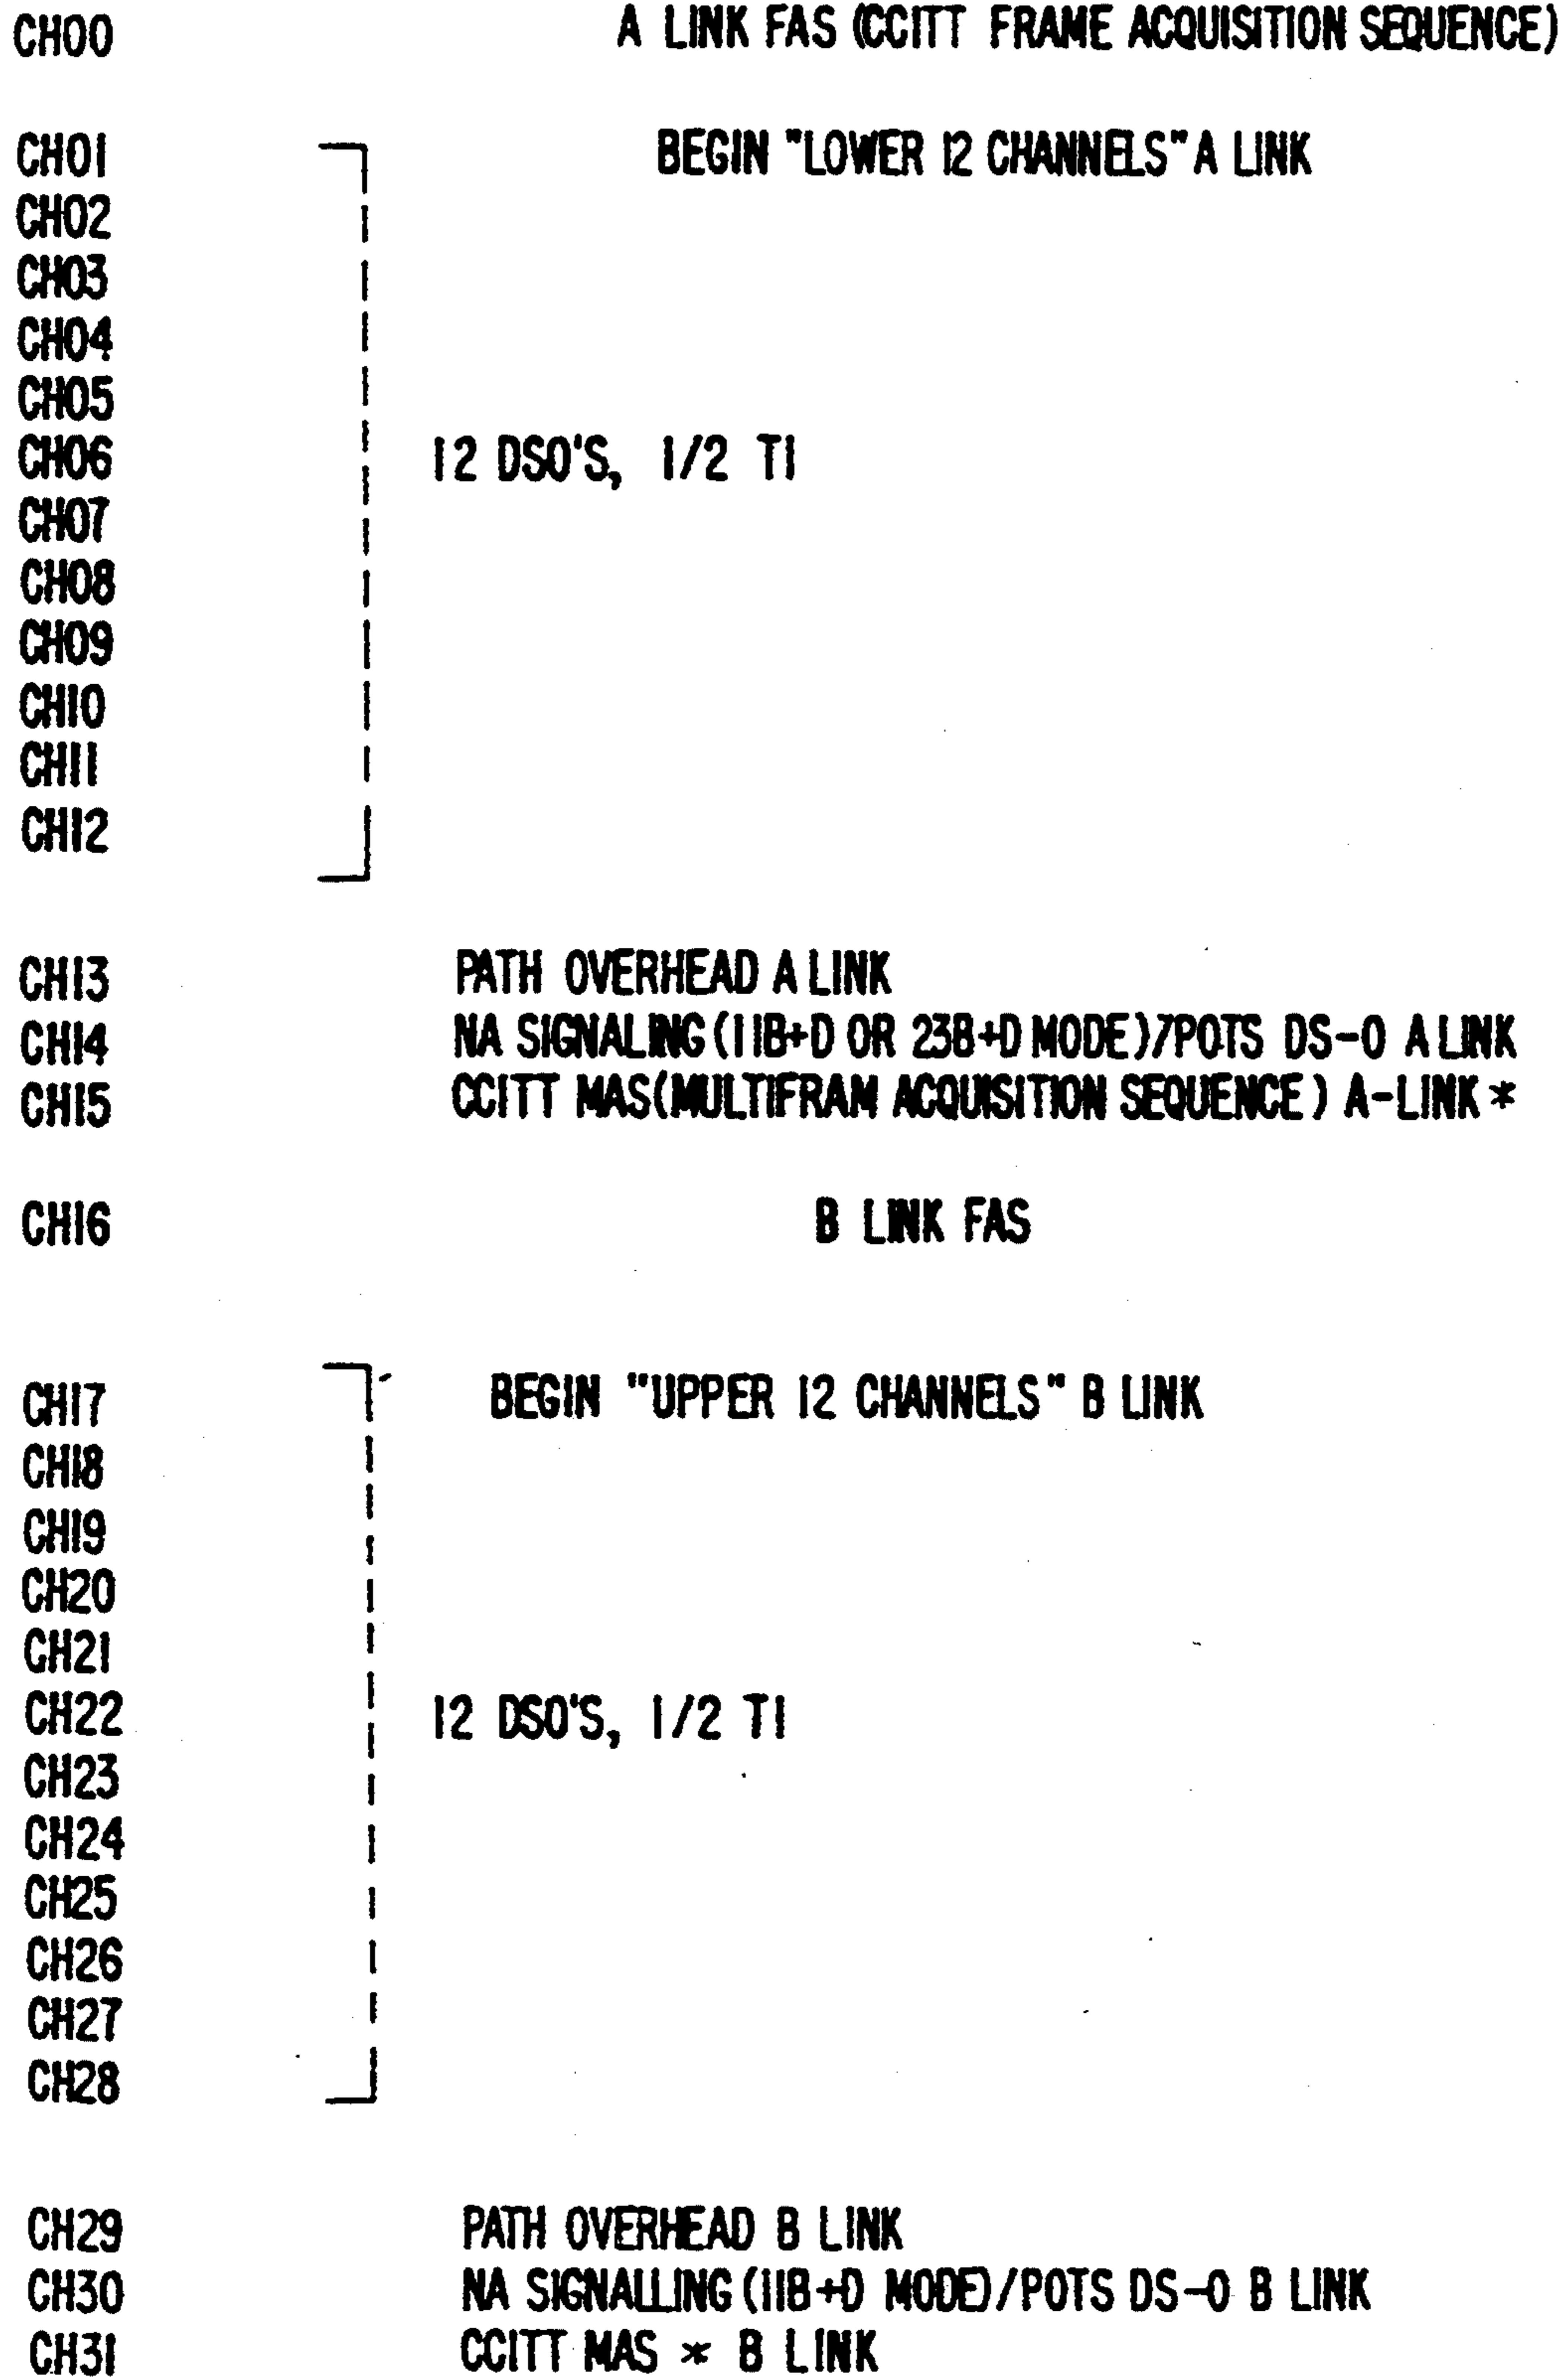 CH00 A LINK FAS (CCITT FRAME ACQUISITION SEQUENCE)
CH01 BEGIN "LOWER 12 CHANNELS" A LINK
CH02
CH03
CH04
CH05
CH06 12 DSO'S, 1/2 T1
CH07
CH08
CH09
CH10
CH11
CH12
CH13 PATH OVERHEAD A LINK
CH14 NA SIGNALING (11B+D OR 23B+D MODE)/POTS DS-0 A LINK
CH15 CCITT MAS(MULTIFRAM ACQUISITION SEQUENCE) A-LINK *
CH16 B LINK FAS
CH17 BEGIN "UPPER 12 CHANNELS" B LINK
CH18
CH19
CH20
CH21
CH22 12 DSO'S, 1/2 T1
CH23
CH24
CH25
CH26
CH27
CH28
CH29 PATH OVERHEAD B LINK
CH30 NA SIGNALLING (11B+D MODE)/POTS DS-0 B LINK
CH31 CCITT MAS * B LINK